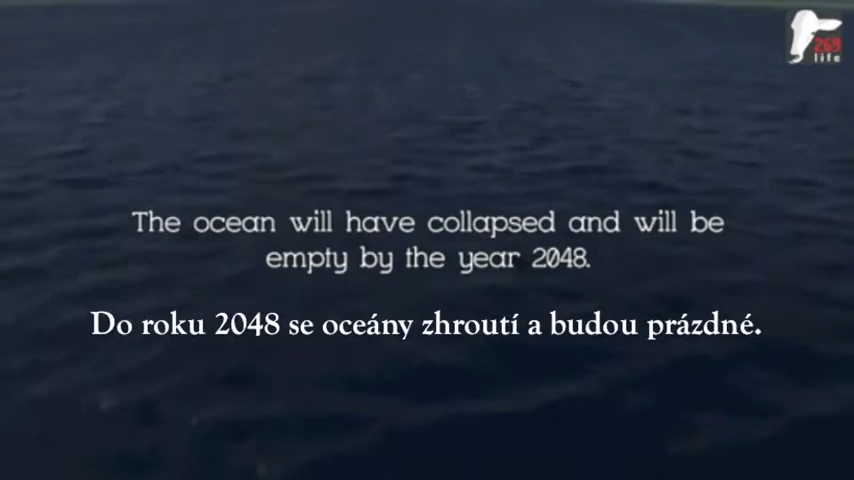 269
life
The ocean will have collapsed and will be
empty by the year 2048.
Do roku 2048 se oceány zhroutí a budou prázdné.